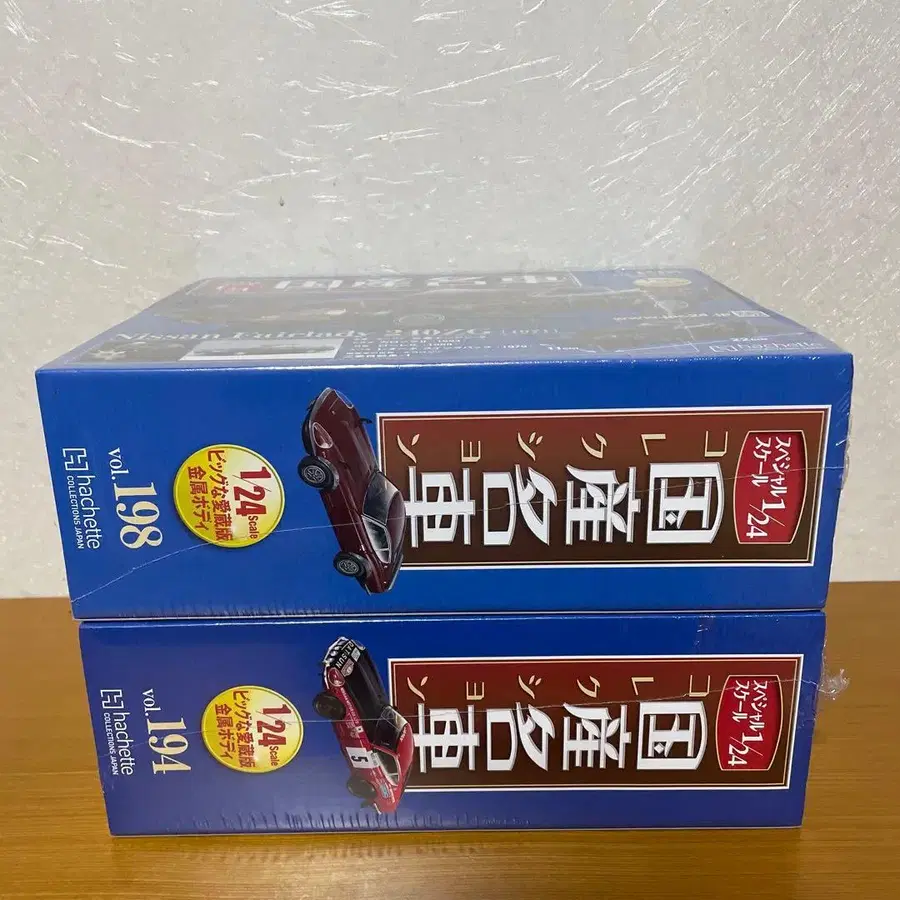 Nissan Equipe
hachette
スペシャル
スケール 1/24
国産名車
コレクション
1/24 Scale
ビッグな愛蔵版
金属ボディ
vol.198
hachette
COLLECTIONS JAPAN
スペシャル
スケール 1/24
国産名車
コレクション
DATSUN
5
1/24 Scale
ビッグな愛蔵版
金属ボディ
vol.194
hachette
COLLECTIONS JAPAN